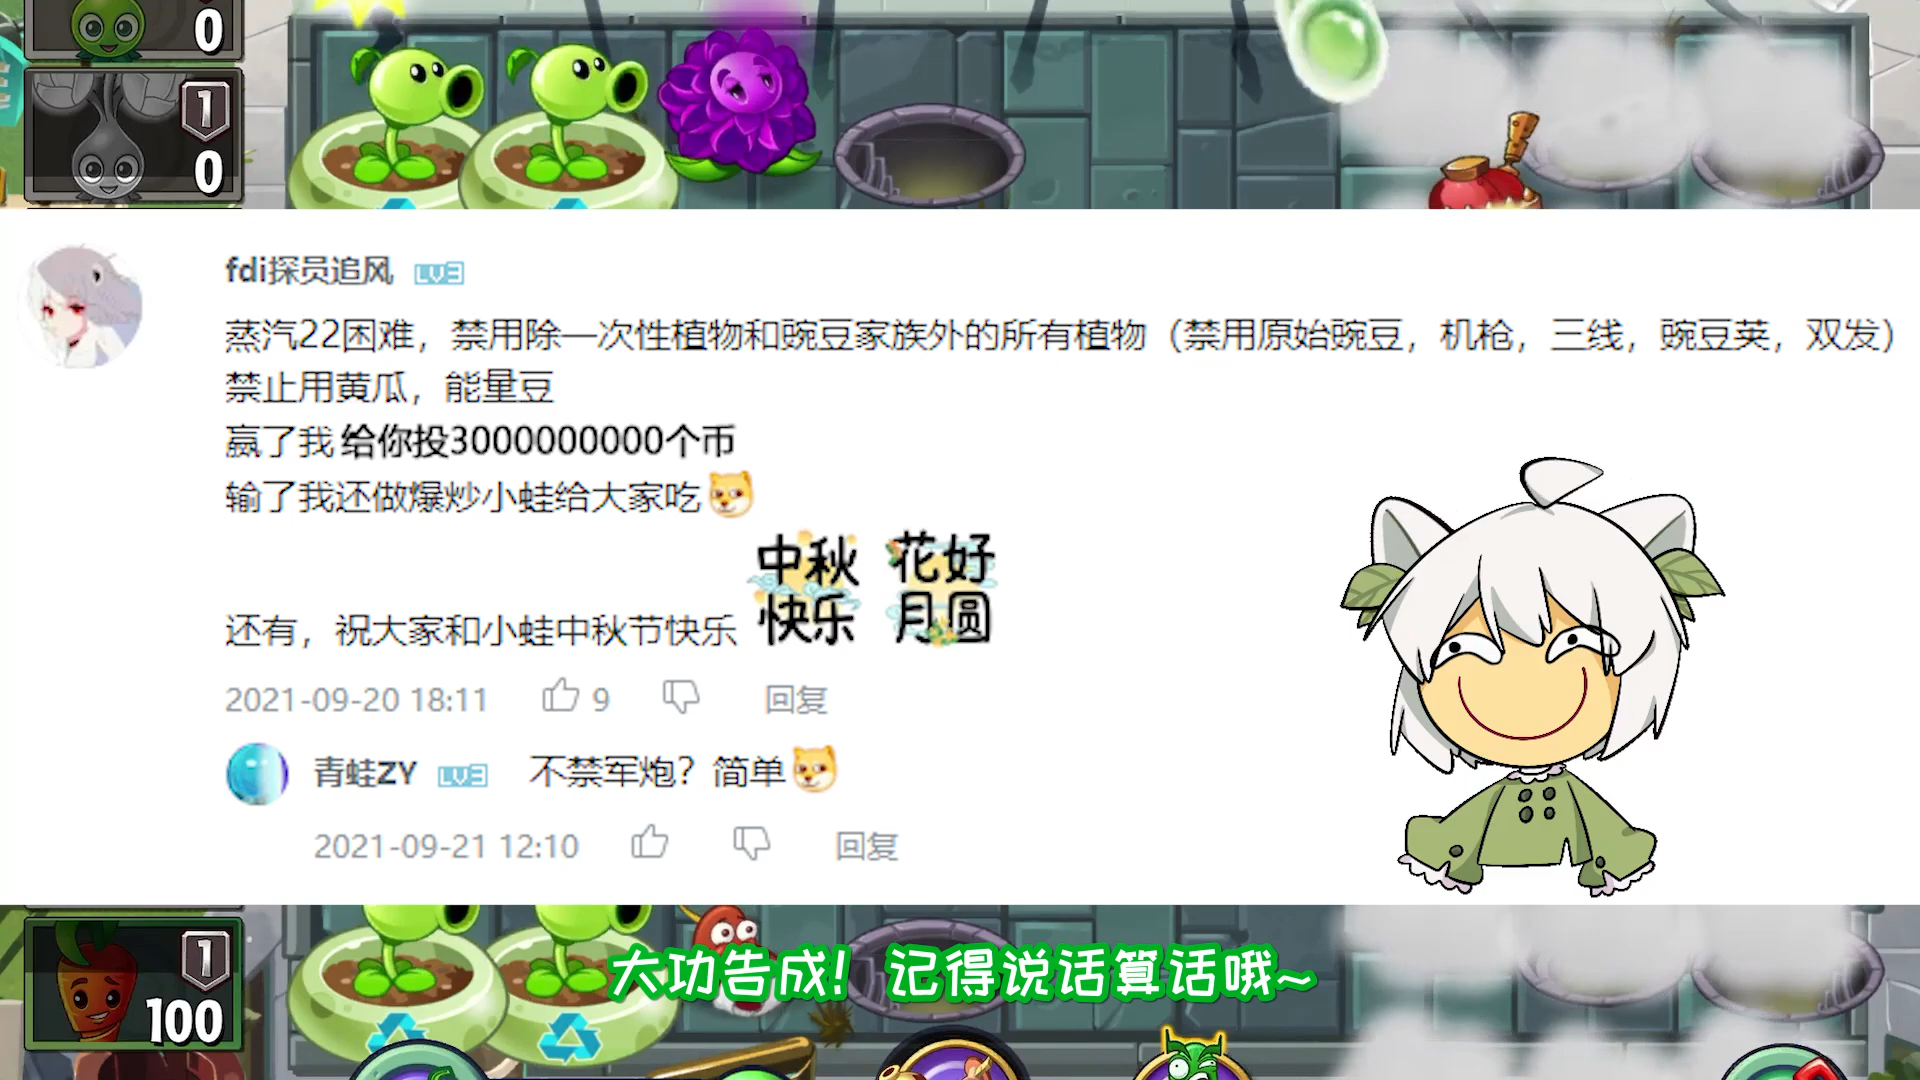 0
1
0
fdi探员追风 LV3
蒸汽22困难，禁用除一次性植物和豌豆家族外的所有植物（禁用原始豌豆，机枪，三线，豌豆荚，双发）
禁止用黄瓜，能量豆
赢了我给你投3000000000个币
输了我还做爆炒小蛙给大家吃
还有，祝大家和小蛙中秋节快乐 中秋快乐 花好月圆
2021-09-20 18:11 9 回复
青蛙ZY LV3 不禁军炮？简单
2021-09-21 12:10 回复
1
100
大功告成！记得说话算话哦~